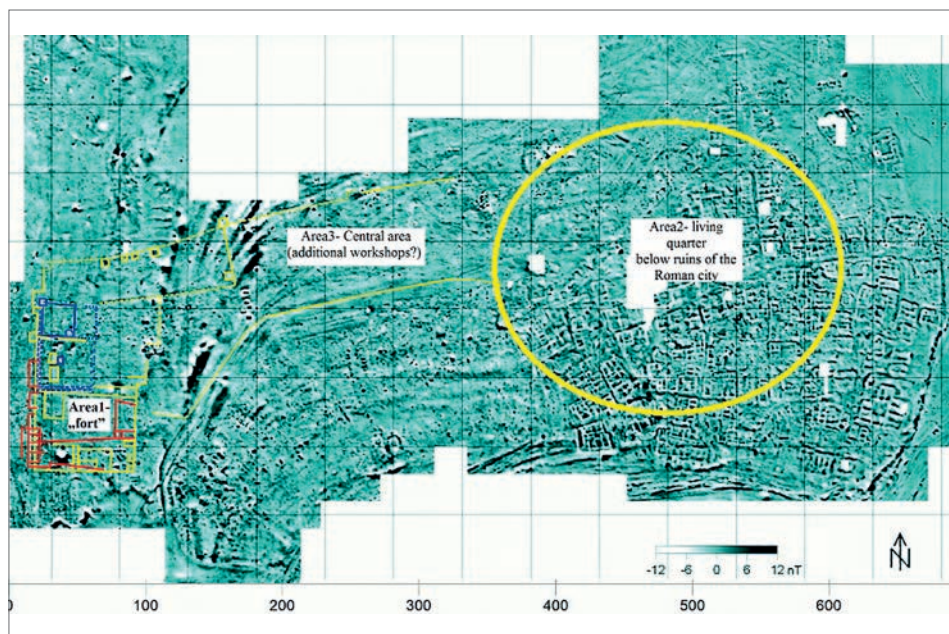 Area3- Central area
(additional workshops?)
Area2- living
quarter
below ruins of the
Roman city
Area1-
„fort”
N
-12 -6 0 6 12 nT
0 100 200 300 400 500 600